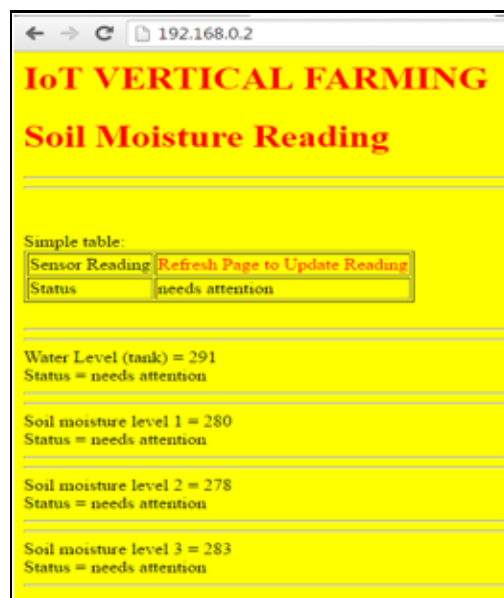 192.168.0.2
IoT VERTICAL FARMING
Soil Moisture Reading
Simple table:
Sensor Reading Refresh Page to Update Reading
Status needs attention
Water Level (tank) = 291
Status = needs attention
Soil moisture level 1 = 280
Status = needs attention
Soil moisture level 2 = 278
Status = needs attention
Soil moisture level 3 = 283
Status = needs attention